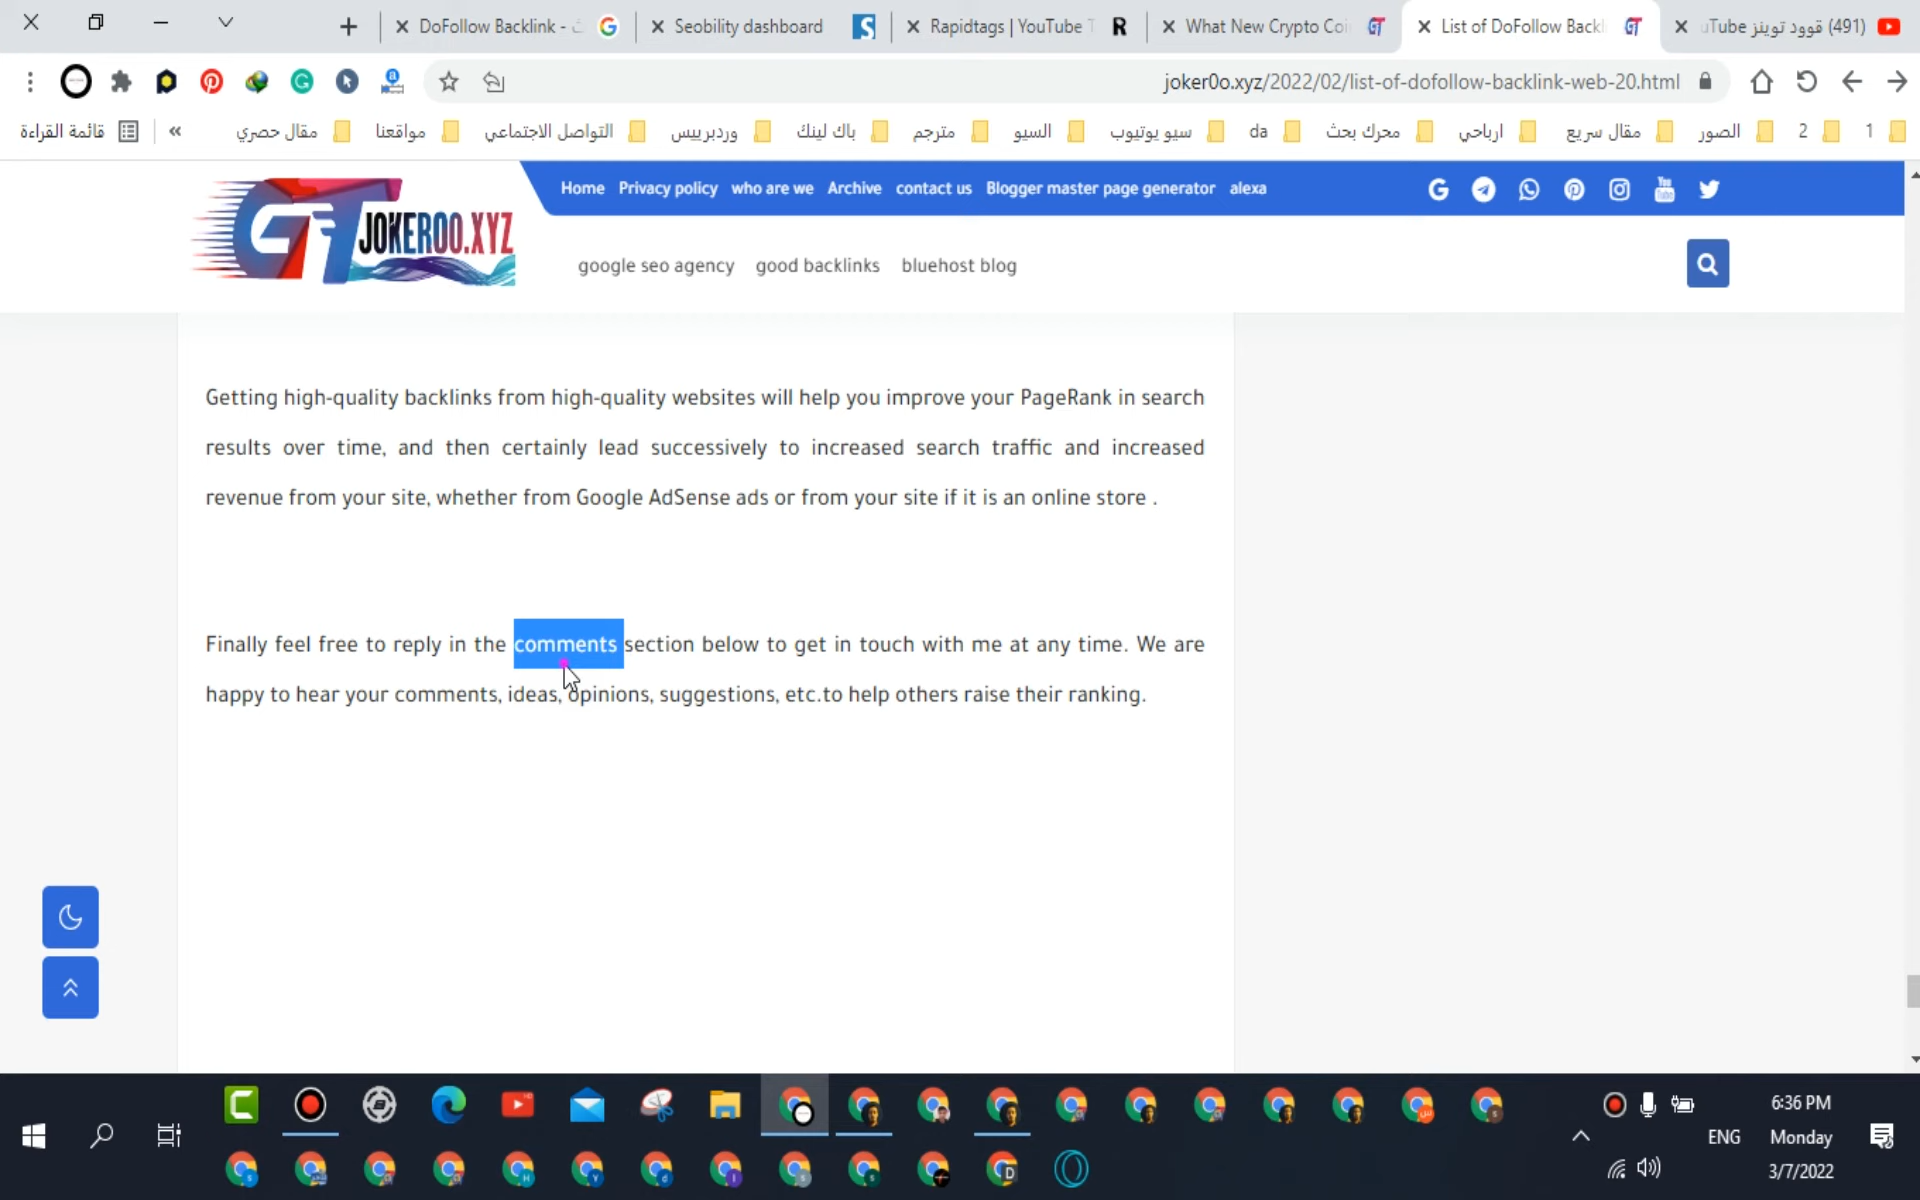 DoFollow Backlink -
Seobility dashboard
Rapidtags | YouTube T
What New Crypto Coi
List of DoFollow Backl
(491) قوود توينز uTube
joker0o.xyz/2022/02/list-of-dofollow-backlink-web-20.html
قائمة القراءة
مقال حصري
مواقعنا
التواصل الاجتماعي
وردبرييس
باك لينك
مترجم
السيو
سيو يوتيوب
da
محرك بحث
ارباحي
مقال سريع
الصور
2
1
GT JOKEROO.XYZ
Home Privacy policy who are we Archive contact us Blogger master page generator alexa
google seo agency good backlinks bluehost blog
Getting high-quality backlinks from high-quality websites will help you improve your PageRank in search
results over time, and then certainly lead successively to increased search traffic and increased
revenue from your site, whether from Google AdSense ads or from your site if it is an online store .
Finally feel free to reply in the comments section below to get in touch with me at any time. We are
happy to hear your comments, ideas, opinions, suggestions, etc.to help others raise their ranking.
6:36 PM
ENG
Monday
3/7/2022